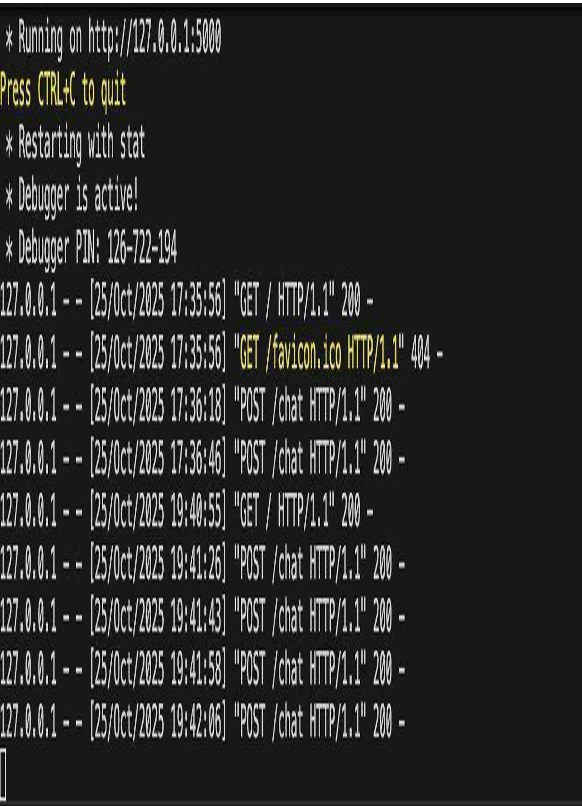 * Running on http://127.0.0.1:5000
Press CTRL+C to quit
* Restarting with stat
* Debugger is active!
* Debugger PIN: 126-722-194
127.0.0.1 - - [25/Oct/2025 17:35:56] "GET / HTTP/1.1" 200 -
127.0.0.1 - - [25/Oct/2025 17:35:56] "GET /favicon.ico HTTP/1.1" 404 -
127.0.0.1 - - [25/Oct/2025 17:36:18] "POST /chat HTTP/1.1" 200 -
127.0.0.1 - - [25/Oct/2025 17:36:46] "POST /chat HTTP/1.1" 200 -
127.0.0.1 - - [25/Oct/2025 19:40:55] "GET / HTTP/1.1" 200 -
127.0.0.1 - - [25/Oct/2025 19:41:26] "POST /chat HTTP/1.1" 200 -
127.0.0.1 - - [25/Oct/2025 19:41:43] "POST /chat HTTP/1.1" 200 -
127.0.0.1 - - [25/Oct/2025 19:41:58] "POST /chat HTTP/1.1" 200 -
127.0.0.1 - - [25/Oct/2025 19:42:06] "POST /chat HTTP/1.1" 200 -